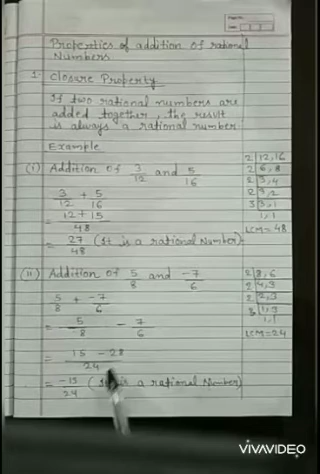 Properties of addition of rational
Numbers
1. Closure Property
If two rational numbers are
added together, the result
is always a rational number.
Example
(i) Addition of 3/12 and 5/16
3/12 + 5/16
= 12 + 15 / 48
= 27/48 (It is a rational Number)
2 | 12, 16
2 | 6, 8
2 | 3, 4
2 | 3, 2
3 | 3, 1
1, 1
LCM = 48
(ii) Addition of 5/8 and -7/6
5/8 + -7/6
= 5/8 - 7/6
= 15 - 28 / 24
= -13/24 (It is a rational Number)
2 | 8, 6
2 | 4, 3
2 | 2, 3
3 | 1, 3
1, 1
LCM = 24
VIVAVIDEO